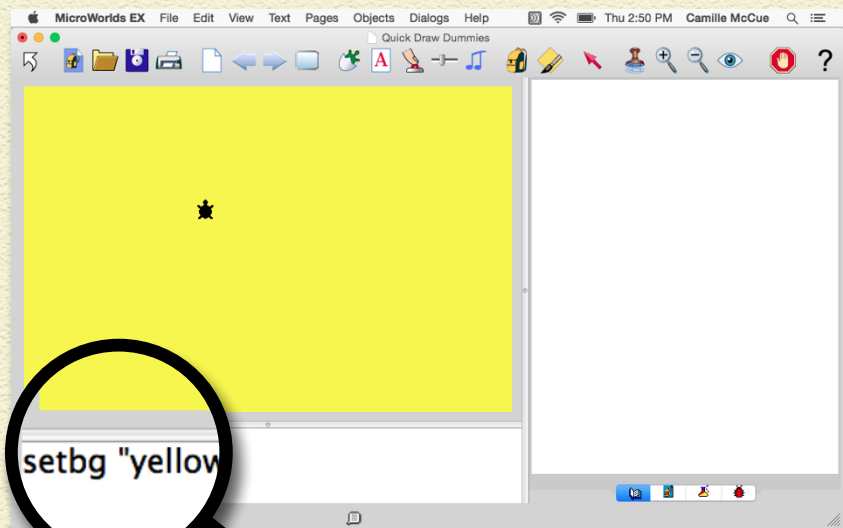 MicroWorlds EX File Edit View Text Pages Objects Dialogs Help Thu 2:50 PM Camille McCue
Quick Draw Dummies
A ?
setbg "yellow